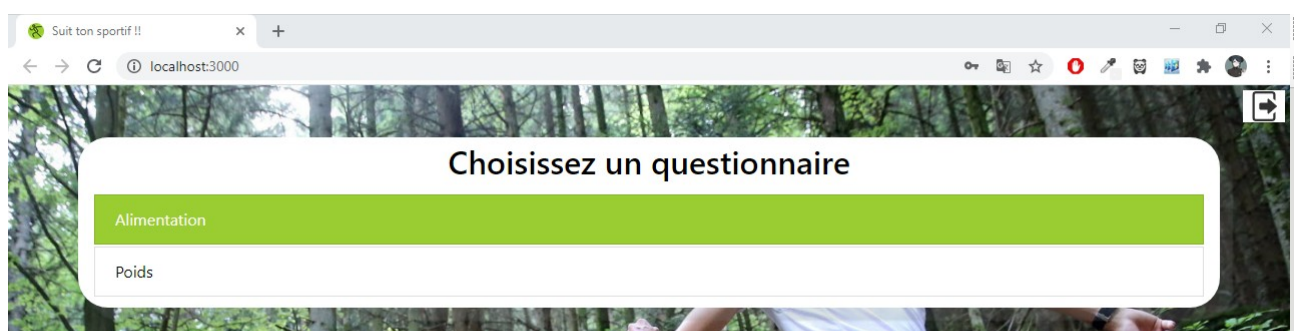 Suit ton sportif !!
localhost:3000
Choisissez un questionnaire
Alimentation
Poids